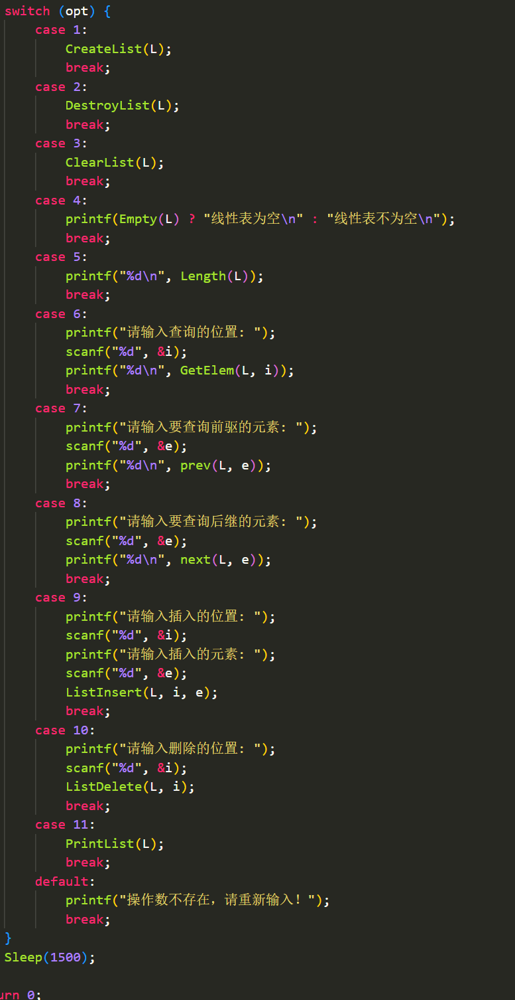 switch (opt) {
case 1:
CreateList(L);
break;
case 2:
DestroyList(L);
break;
case 3:
ClearList(L);
break;
case 4:
printf(Empty(L) ? "线性表为空\n" : "线性表不为空\n");
break;
case 5:
printf("%d\n", Length(L));
break;
case 6:
printf("请输入查询的位置: ");
scanf("%d", &i);
printf("%d\n", GetElem(L, i));
break;
case 7:
printf("请输入要查询前驱的元素: ");
scanf("%d", &e);
printf("%d\n", prev(L, e));
break;
case 8:
printf("请输入要查询后继的元素: ");
scanf("%d", &e);
printf("%d\n", next(L, e));
break;
case 9:
printf("请输入插入的位置: ");
scanf("%d", &i);
printf("请输入插入的元素: ");
scanf("%d", &e);
ListInsert(L, i, e);
break;
case 10:
printf("请输入删除的位置: ");
scanf("%d", &i);
ListDelete(L, i);
break;
case 11:
PrintList(L);
break;
default:
printf("操作数不存在，请重新输入！");
break;
}
Sleep(1500);
urn 0;